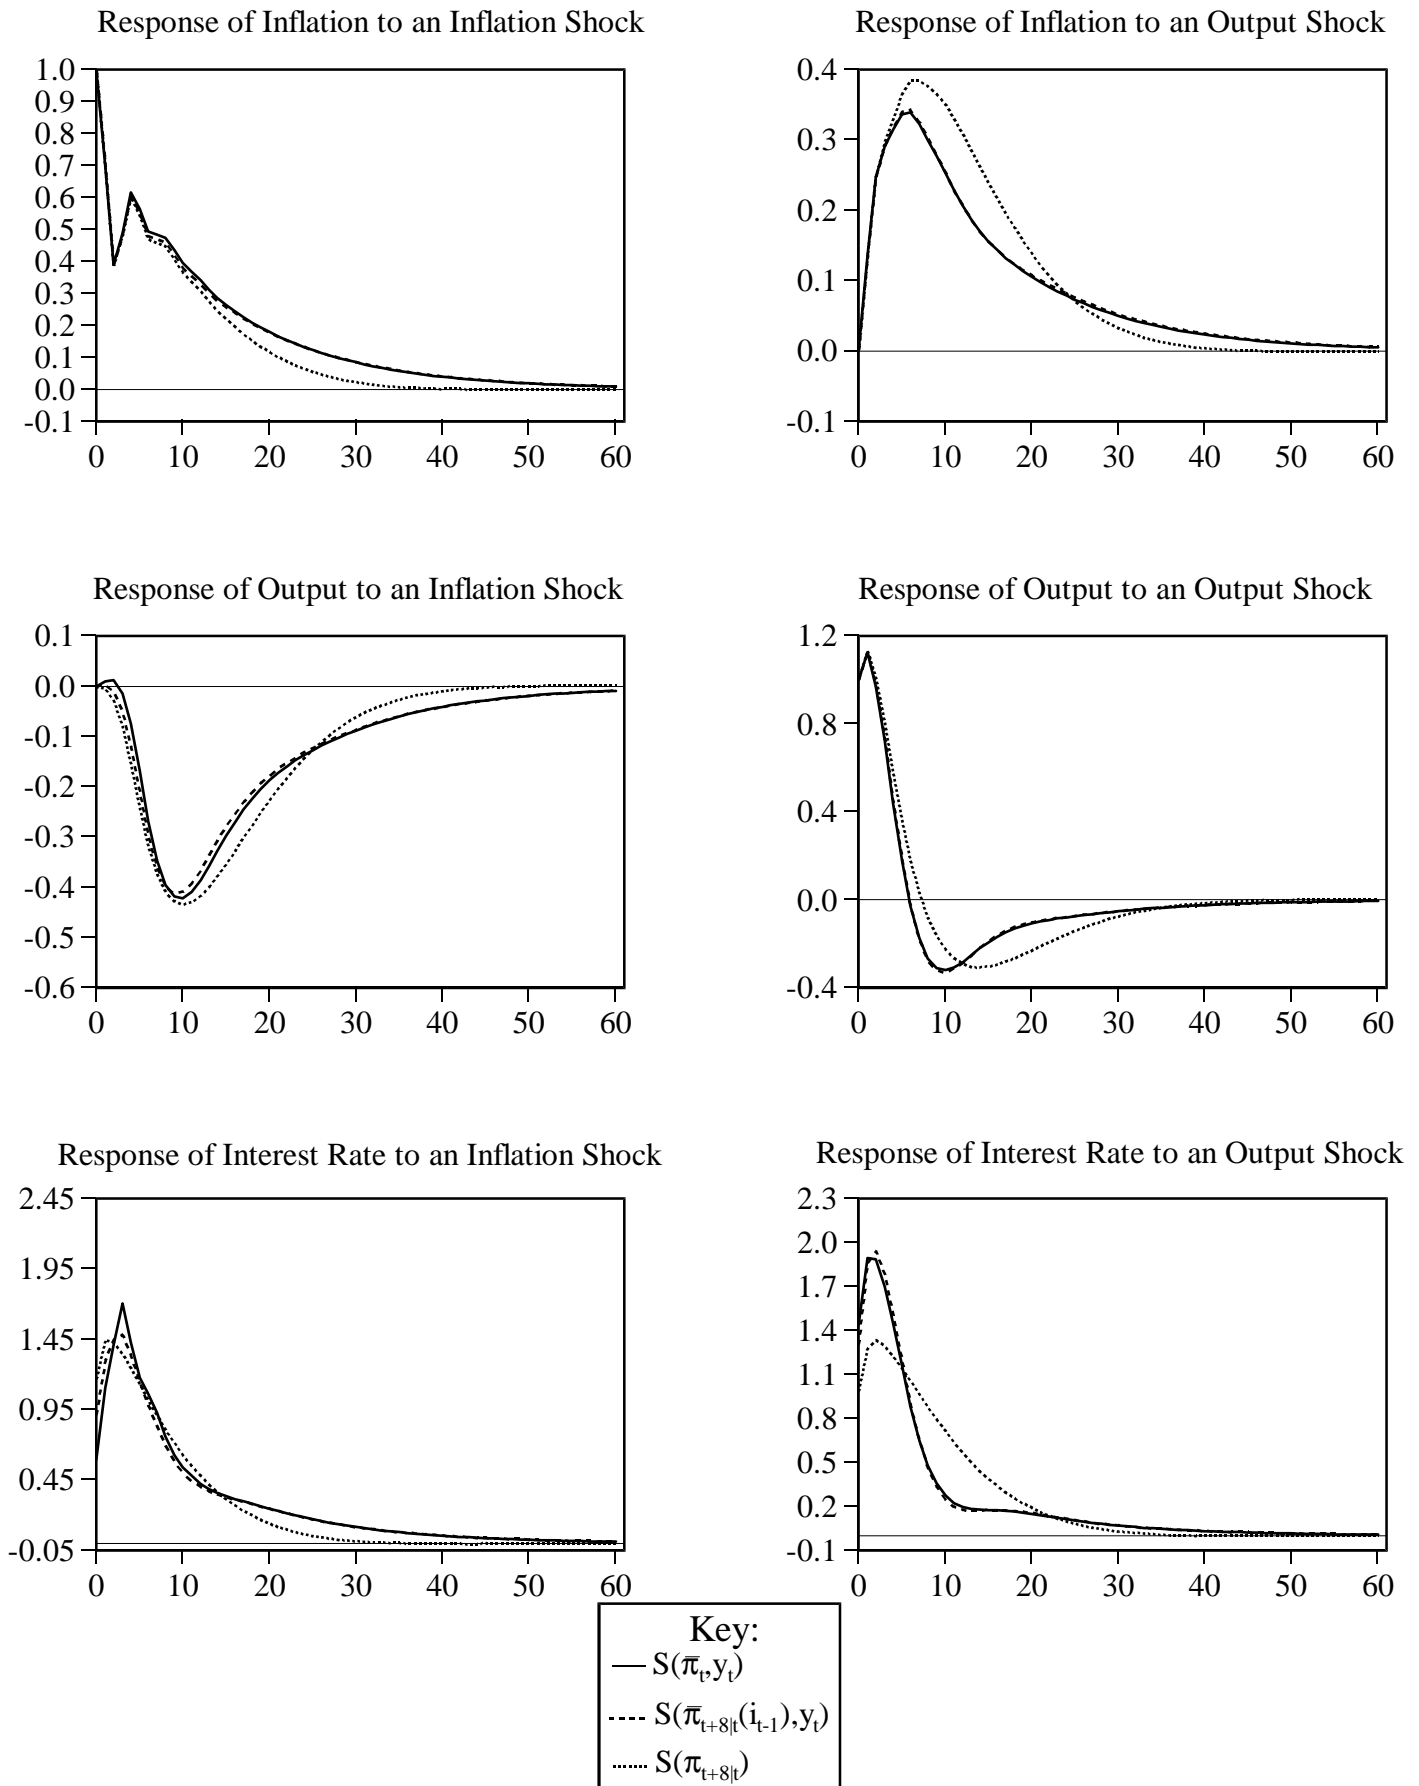 Response of Inflation to an Inflation Shock
1.0
0.9
0.8
0.7
0.6
0.5
0.4
0.3
0.2
0.1
0.0
-0.1
0 10 20 30 40 50 60
Response of Inflation to an Output Shock
0.4
0.3
0.2
0.1
0.0
-0.1
0 10 20 30 40 50 60
Response of Output to an Inflation Shock
0.1
0.0
-0.1
-0.2
-0.3
-0.4
-0.5
-0.6
0 10 20 30 40 50 60
Response of Output to an Output Shock
1.2
0.8
0.4
0.0
-0.4
0 10 20 30 40 50 60
Response of Interest Rate to an Inflation Shock
2.45
1.95
1.45
0.95
0.45
-0.05
0 10 20 30 40 50 60
Response of Interest Rate to an Output Shock
2.3
2.0
1.7
1.4
1.1
0.8
0.5
0.2
-0.1
0 10 20 30 40 50 60
Key:
S(π̄t,yt)
S(π̄t+8|t(it-1),yt)
S(πt+8|t)